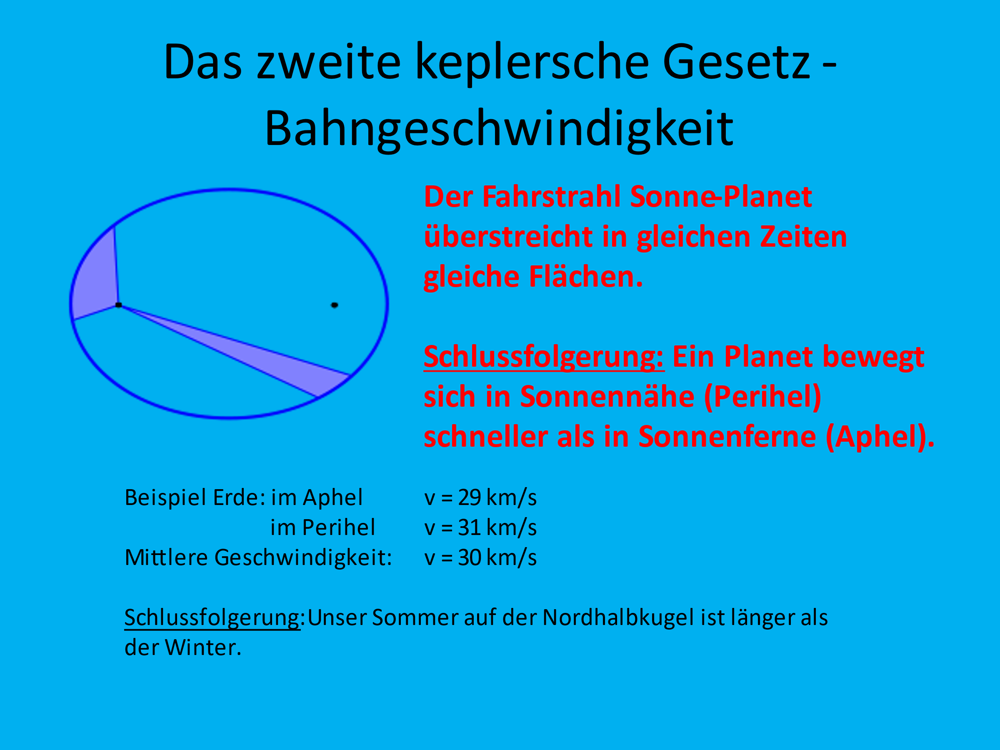 Das zweite keplersche Gesetz -
Bahngeschwindigkeit
Der Fahrstrahl Sonne-Planet
überstreicht in gleichen Zeiten
gleiche Flächen.
Schlussfolgerung: Ein Planet bewegt
sich in Sonnennähe (Perihel)
schneller als in Sonnenferne (Aphel).
Beispiel Erde: im Aphel v = 29 km/s
im Perihel v = 31 km/s
Mittlere Geschwindigkeit: v = 30 km/s
Schlussfolgerung: Unser Sommer auf der Nordhalbkugel ist länger als
der Winter.